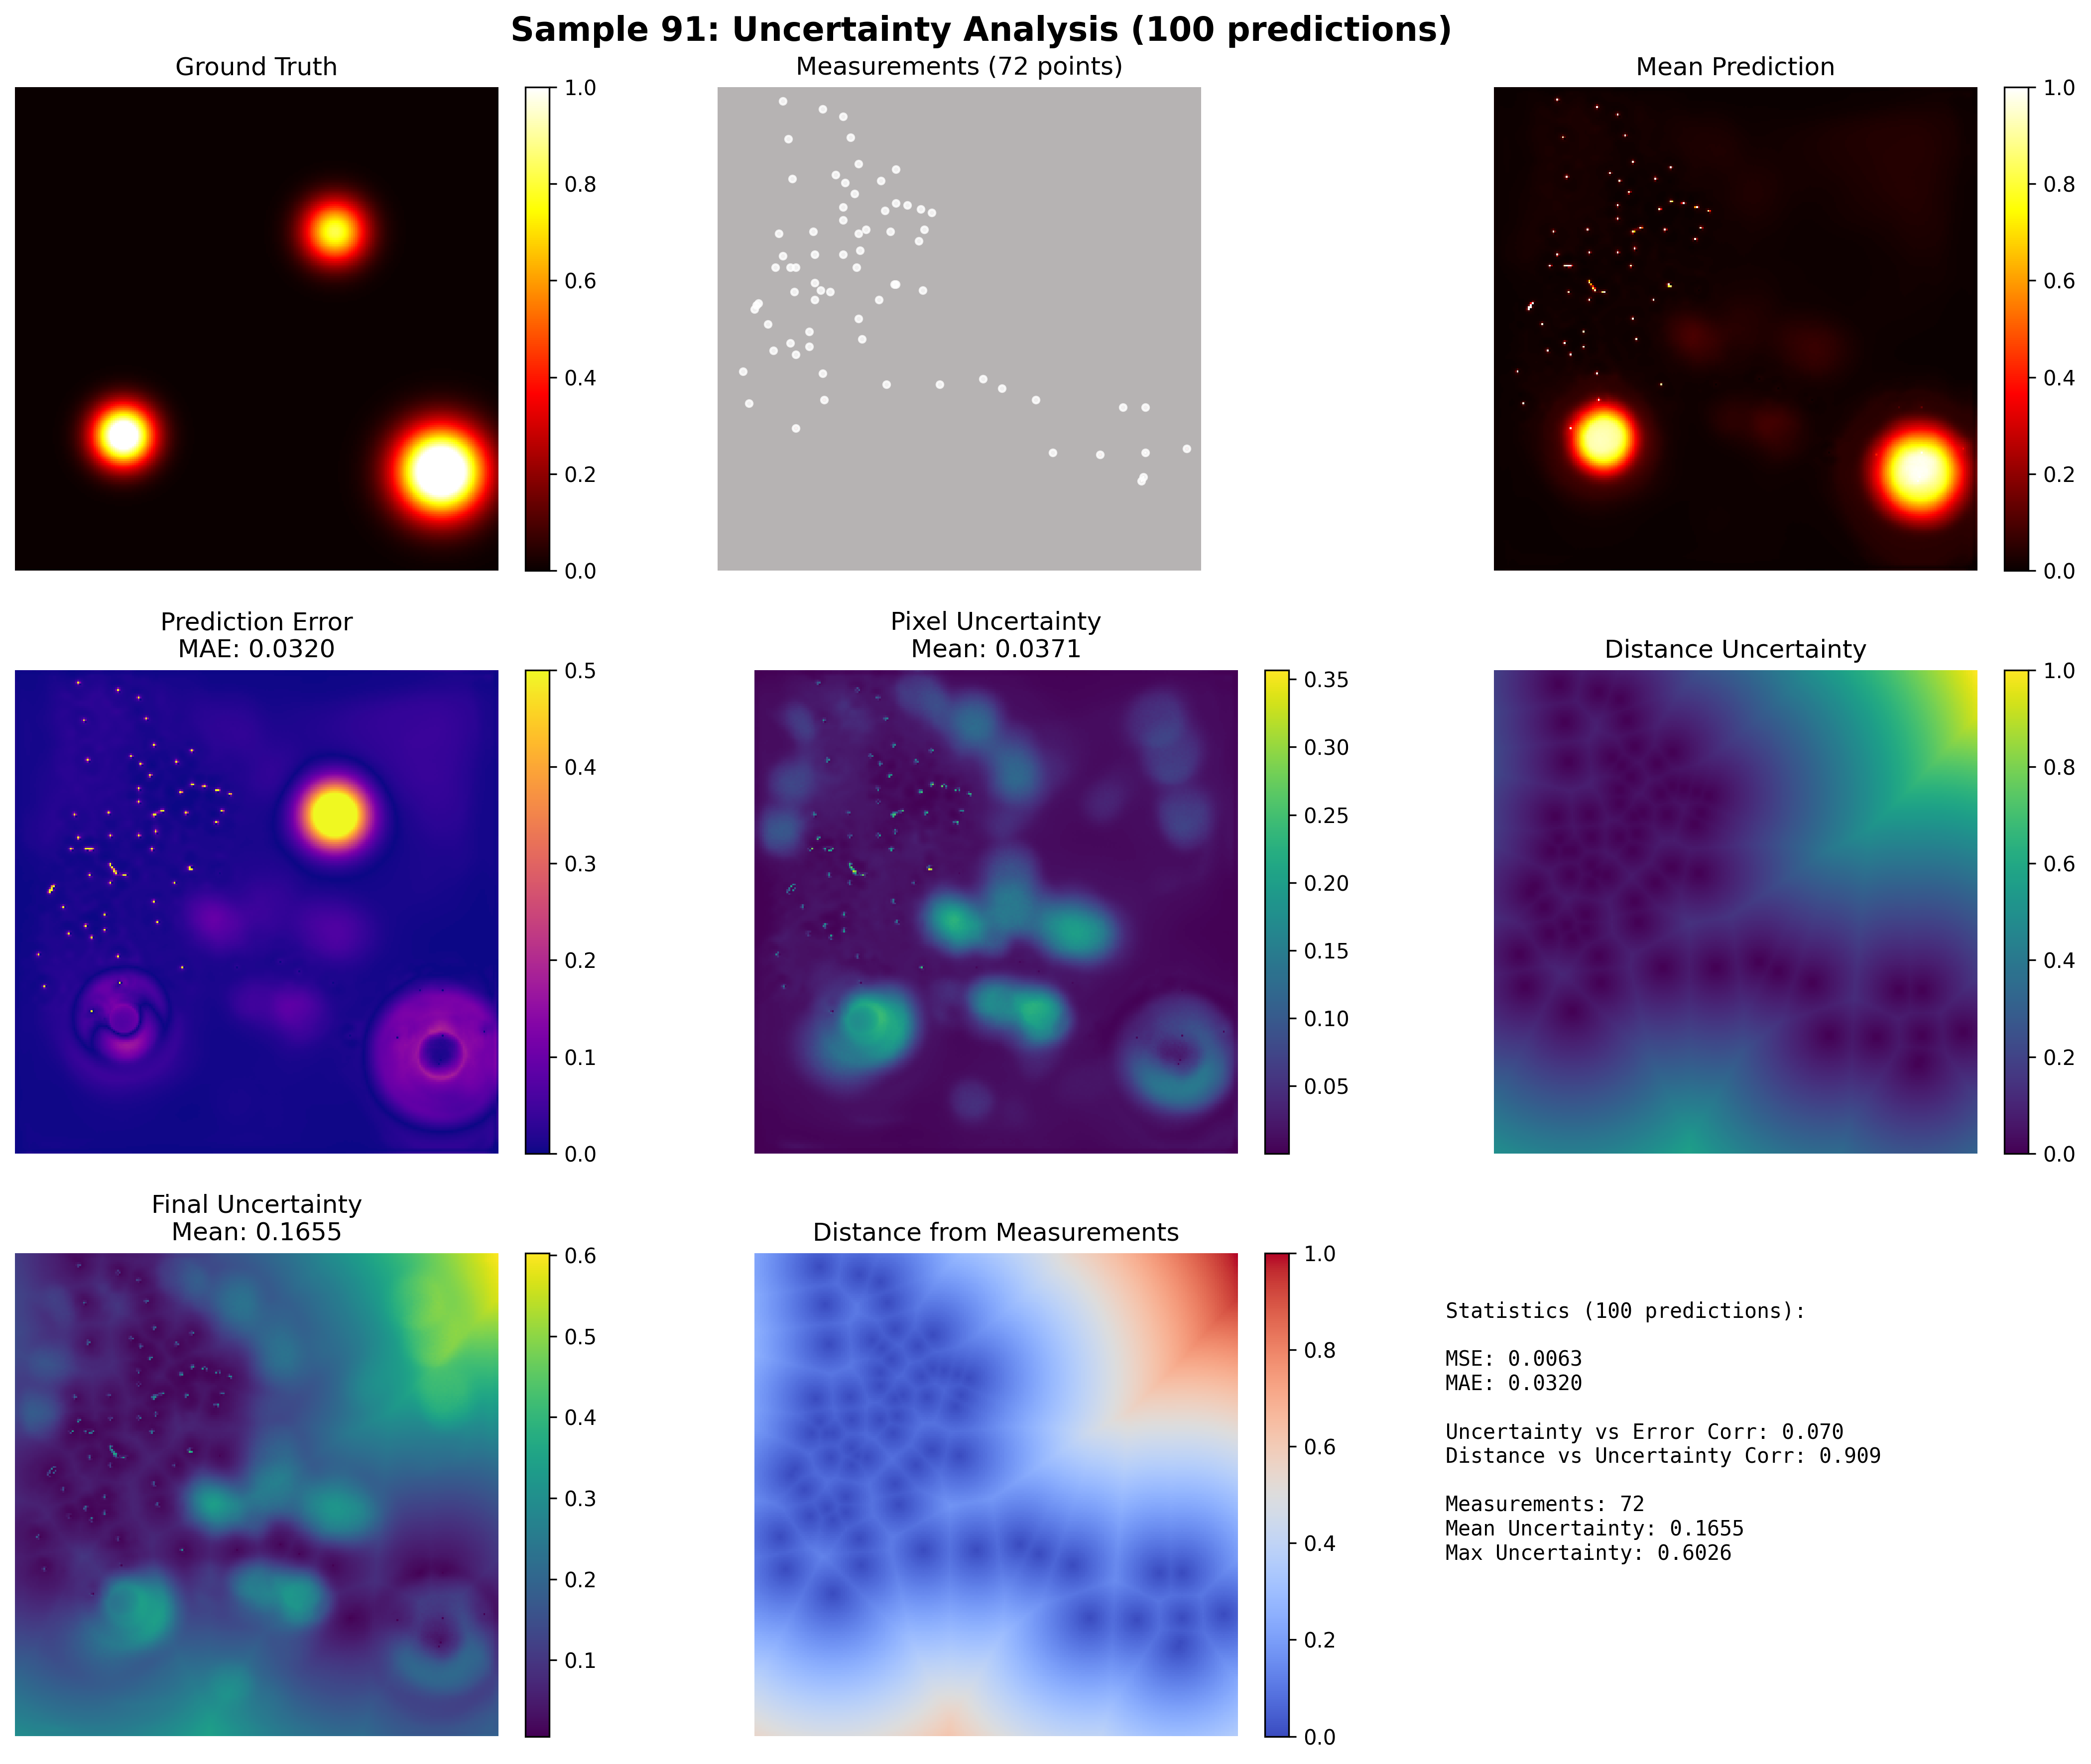 Sample 91: Uncertainty Analysis (100 predictions)
Ground Truth
1.0
0.8
0.6
0.4
0.2
0.0
Measurements (72 points)
Mean Prediction
1.0
0.8
0.6
0.4
0.2
0.0
Prediction Error
MAE: 0.0320
0.5
0.4
0.3
0.2
0.1
0.0
Pixel Uncertainty
Mean: 0.0371
0.35
0.30
0.25
0.20
0.15
0.10
0.05
Distance Uncertainty
1.0
0.8
0.6
0.4
0.2
0.0
Final Uncertainty
Mean: 0.1655
0.6
0.5
0.4
0.3
0.2
0.1
Distance from Measurements
1.0
0.8
0.6
0.4
0.2
0.0
Statistics (100 predictions):
MSE: 0.0063
MAE: 0.0320
Uncertainty vs Error Corr: 0.070
Distance vs Uncertainty Corr: 0.909
Measurements: 72
Mean Uncertainty: 0.1655
Max Uncertainty: 0.6026